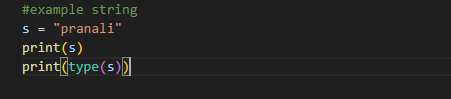 #example string
s = "pranali"
print(s)
print(type(s))